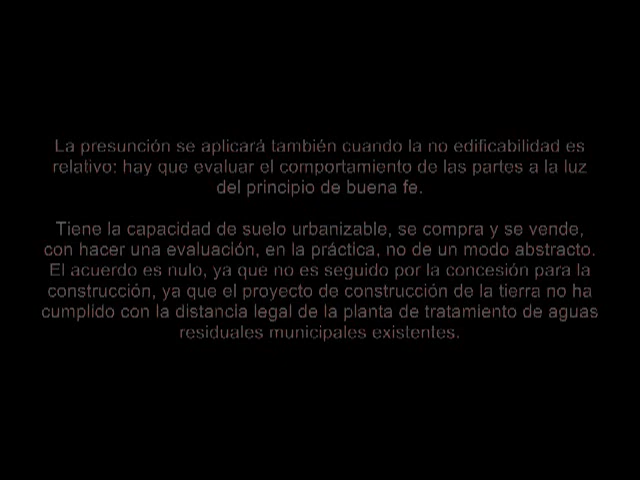 La presunción se aplicará también cuando la no edificabilidad es
relativo: hay que evaluar el comportamiento de las partes a la luz
del principio de buena fe.
Tiene la capacidad de suelo urbanizable, se compra y se vende,
con hacer una evaluación, en la práctica, no de un modo abstracto.
El acuerdo es nulo, ya que no es seguido por la concesión para la
construcción, ya que el proyecto de construcción de la tierra no ha
cumplido con la distancia legal de la planta de tratamiento de aguas
residuales municipales existentes.